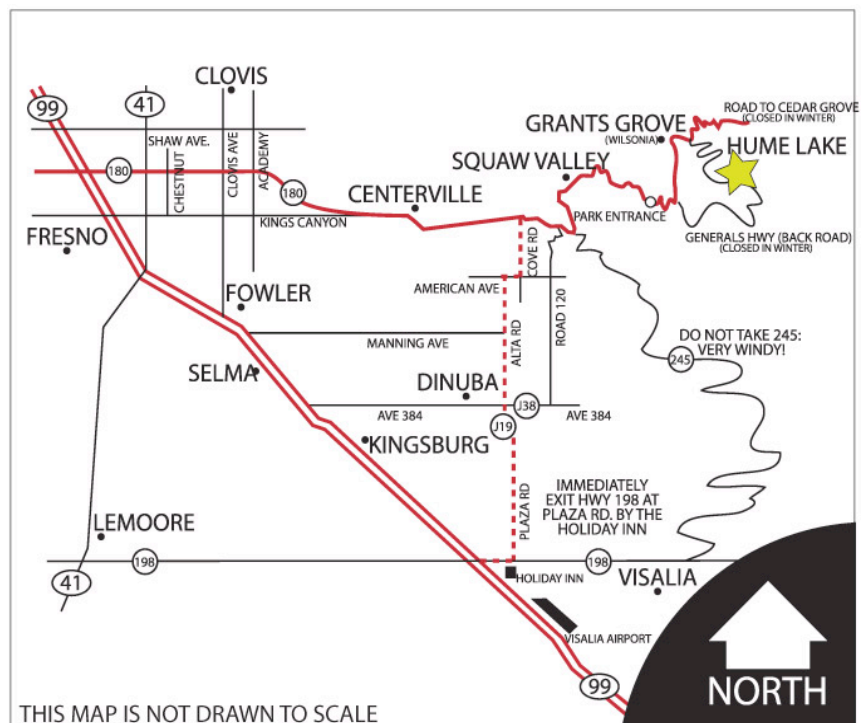 CLOVIS
99
41
SHAW AVE.
CHESTNUT
CLOVIS AVE
ACADEMY
180
180
KINGS CANYON
FRESNO
CENTERVILLE
SQUAW VALLEY
GRANTS GROVE
(WILSONIA)
ROAD TO CEDAR GROVE
(CLOSED IN WINTER)
HUME LAKE
PARK ENTRANCE
GENERALS HWY (BACK ROAD)
(CLOSED IN WINTER)
COVE RD
AMERICAN AVE
ALTA RD
ROAD 120
FOWLER
MANNING AVE
DO NOT TAKE 245:
VERY WINDY!
245
SELMA
DINUBA
AVE 384
J38
AVE 384
J19
KINGSBURG
PLAZA RD
IMMEDIATELY
EXIT HWY 198 AT
PLAZA RD. BY THE
HOLIDAY INN
LEMOORE
198
198
41
HOLIDAY INN
VISALIA
VISALIA AIRPORT
99
NORTH
THIS MAP IS NOT DRAWN TO SCALE